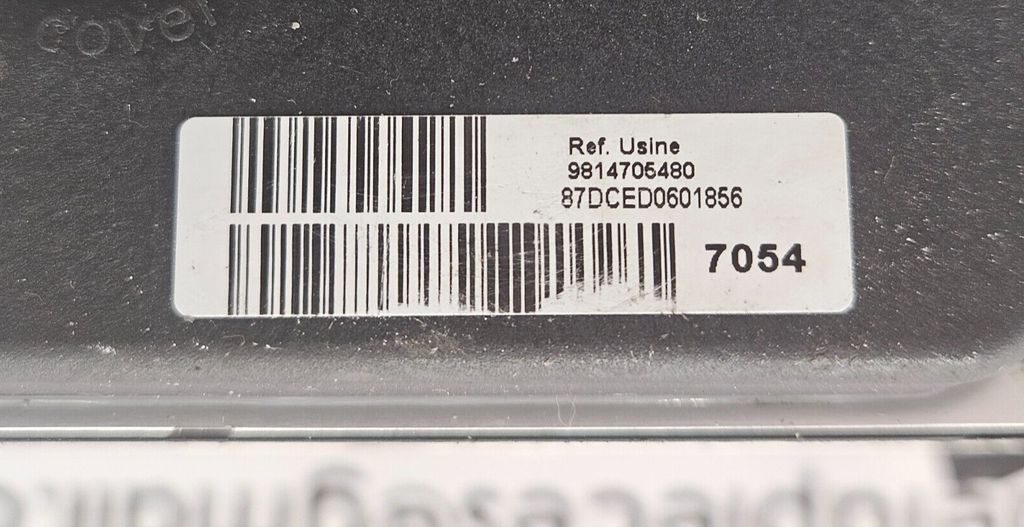 cover
Ref. Usine
9814705480
87DCED0601856
7054